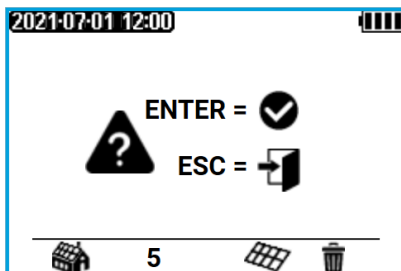 2021-07-01 12:00
?
ENTER =
ESC =
5